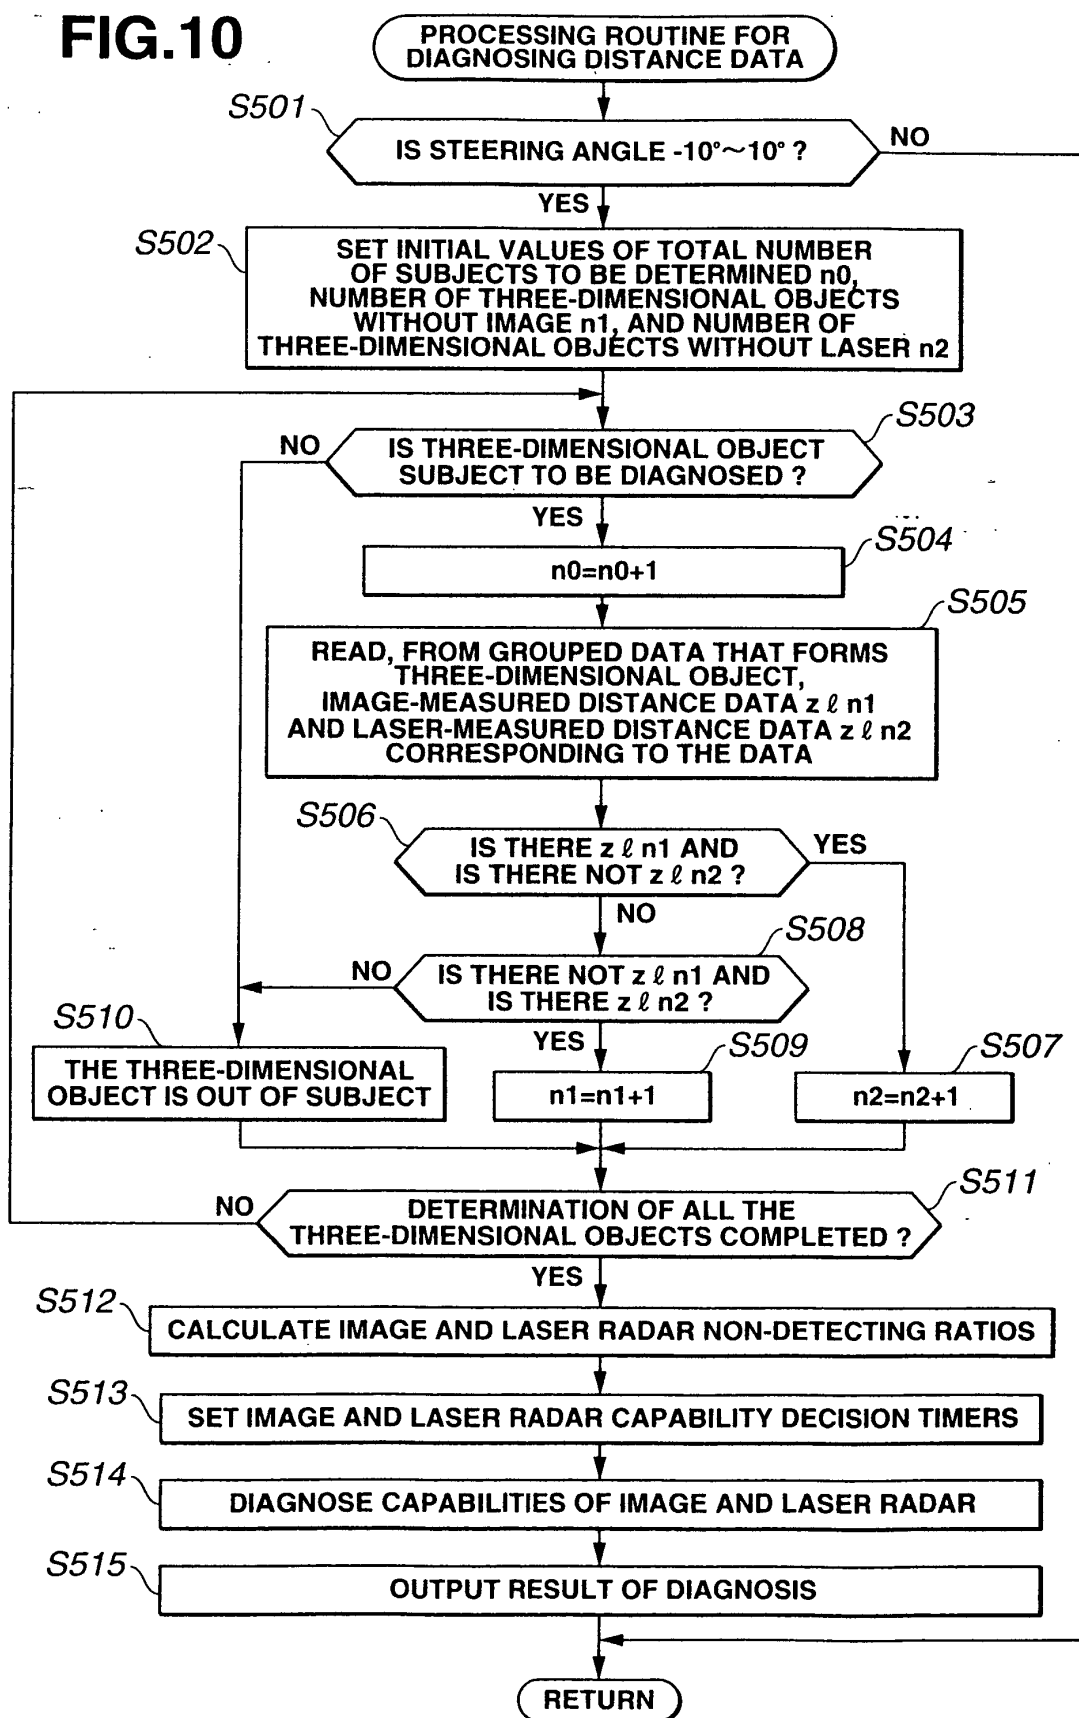 FIG.10
PROCESSING ROUTINE FOR
DIAGNOSING DISTANCE DATA
S501
IS STEERING ANGLE -10°~10° ?
NO
YES
S502
SET INITIAL VALUES OF TOTAL NUMBER
OF SUBJECTS TO BE DETERMINED n0,
NUMBER OF THREE-DIMENSIONAL OBJECTS
WITHOUT IMAGE n1, AND NUMBER OF
THREE-DIMENSIONAL OBJECTS WITHOUT LASER n2
S503
NO
IS THREE-DIMENSIONAL OBJECT
SUBJECT TO BE DIAGNOSED ?
YES
S504
n0=n0+1
S505
READ, FROM GROUPED DATA THAT FORMS
THREE-DIMENSIONAL OBJECT,
IMAGE-MEASURED DISTANCE DATA z ℓ n1
AND LASER-MEASURED DISTANCE DATA z ℓ n2
CORRESPONDING TO THE DATA
S506
IS THERE z ℓ n1 AND
IS THERE NOT z ℓ n2 ?
YES
NO
S508
NO
IS THERE NOT z ℓ n1 AND
IS THERE z ℓ n2 ?
S510
YES
S509
S507
THE THREE-DIMENSIONAL
OBJECT IS OUT OF SUBJECT
n1=n1+1
n2=n2+1
S511
NO
DETERMINATION OF ALL THE
THREE-DIMENSIONAL OBJECTS COMPLETED ?
YES
S512
CALCULATE IMAGE AND LASER RADAR NON-DETECTING RATIOS
S513
SET IMAGE AND LASER RADAR CAPABILITY DECISION TIMERS
S514
DIAGNOSE CAPABILITIES OF IMAGE AND LASER RADAR
S515
OUTPUT RESULT OF DIAGNOSIS
RETURN